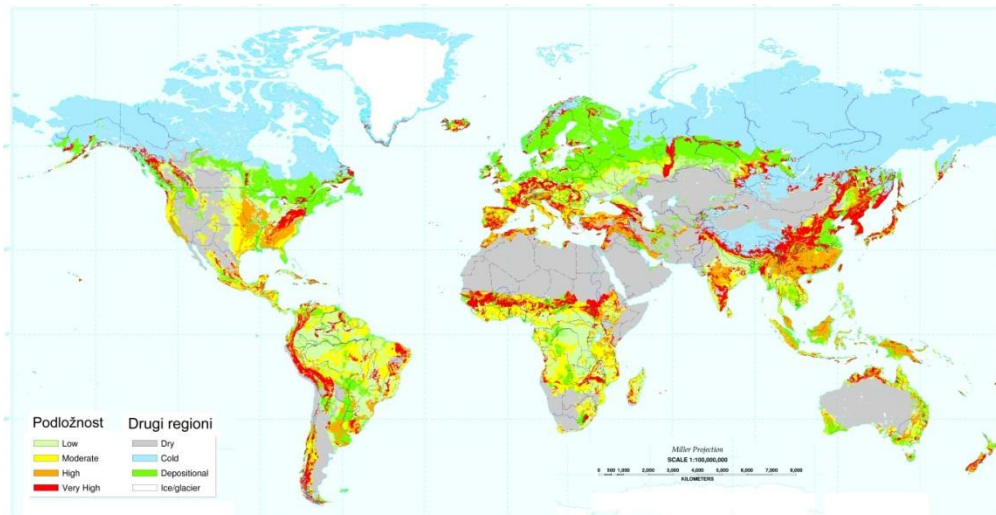 Podložnost
Low
Moderate
High
Very High
Drugi regioni
Dry
Cold
Depositional
Ice/glacier
Miller Projection
SCALE 1:100,000,000
0 500 1,000 2,000 3,000 4,000 5,000 6,000 7,000 8,000
KILOMETERS